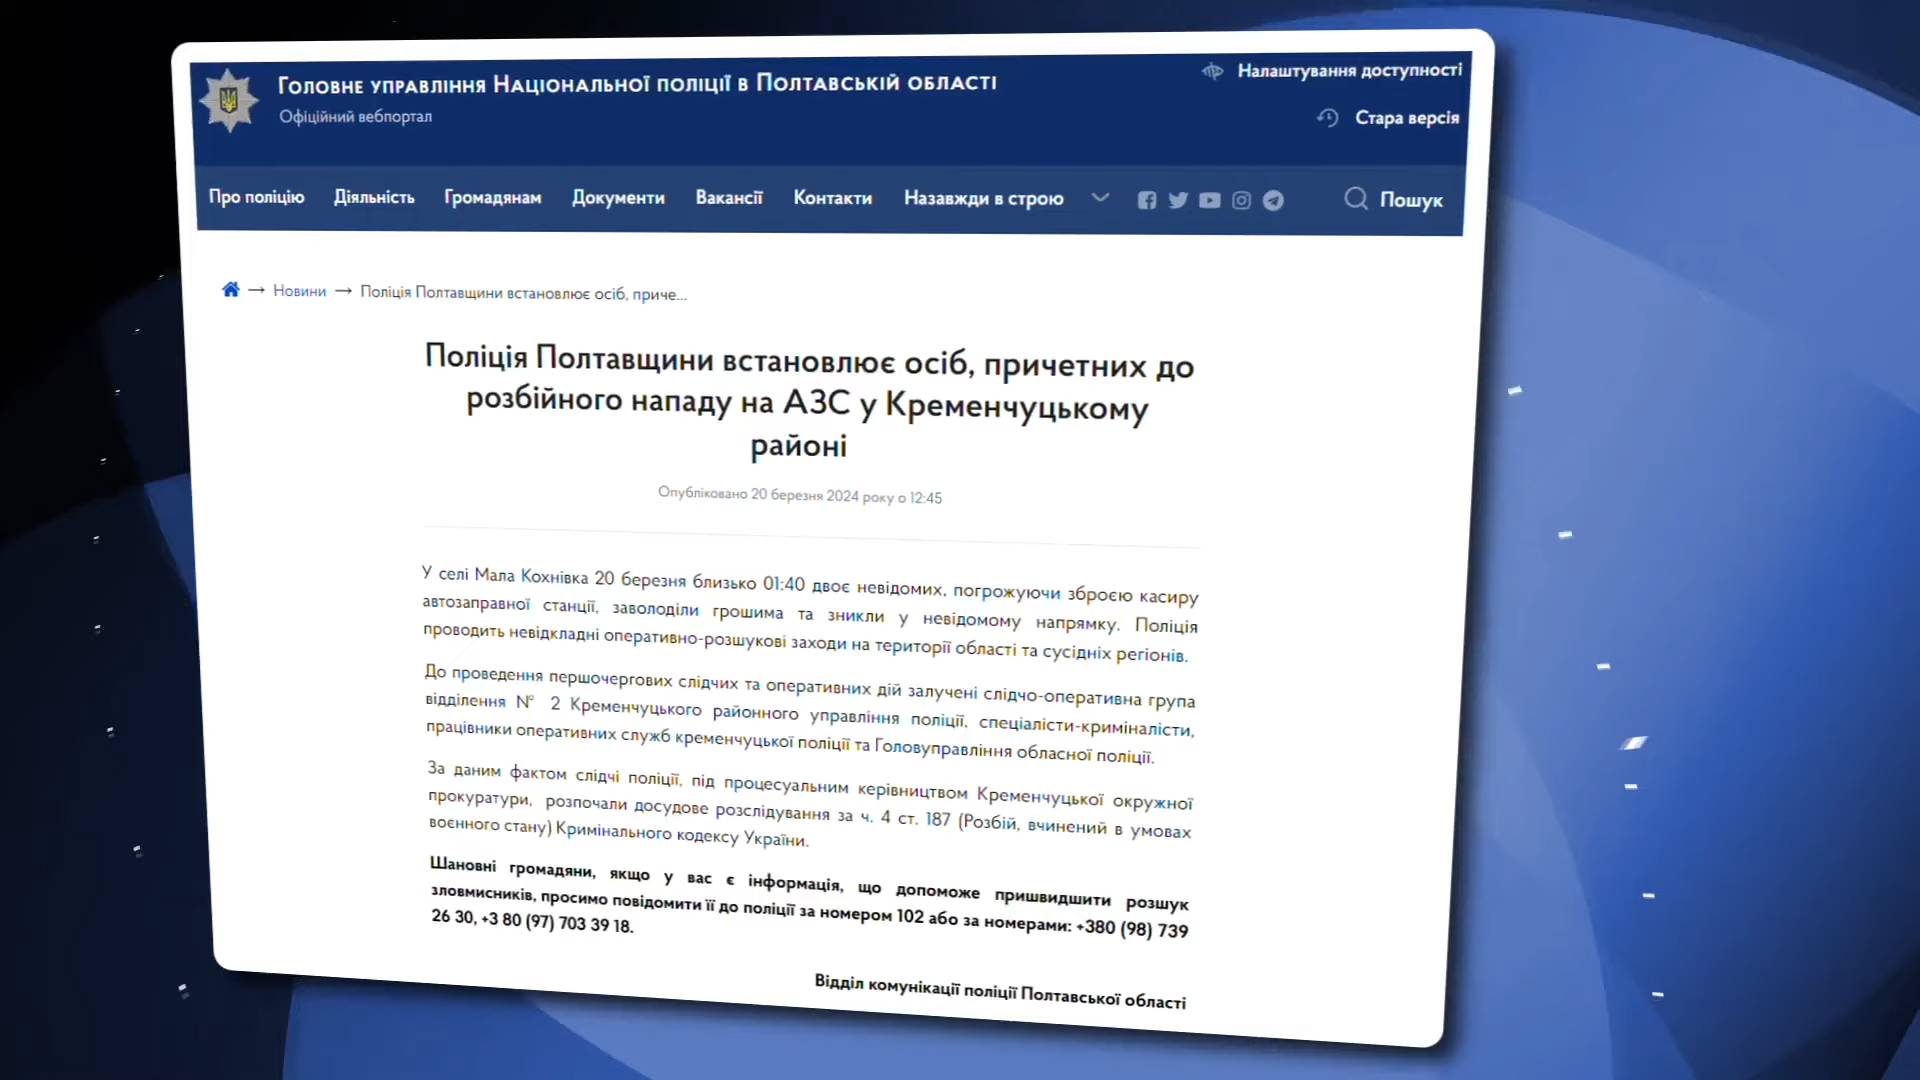 Головне управління Національної поліції в Полтавській області
Офіційний вебпортал
Налаштування доступності
Стара версія
Про поліцію Діяльність Громадянам Документи Вакансії Контакти Назавжди в строю Пошук
→ Новини → Поліція Полтавщини встановлює осіб, приче...
Поліція Полтавщини встановлює осіб, причетних до
розбійного нападу на АЗС у Кременчуцькому
районі
Опубліковано 20 березня 2024 року о 12:45
У селі Мала Кохнівка 20 березня близько 01:40 двоє невідомих, погрожуючи зброєю касиру
автозаправної станції, заволоділи грошима та зникли у невідомому напрямку. Поліція
проводить невідкладні оперативно-розшукові заходи на території області та сусідніх регіонів.
До проведення першочергових слідчих та оперативних дій залучені слідчо-оперативна група
відділення № 2 Кременчуцького районного управління поліції, спеціалісти-криміналісти,
працівники оперативних служб кременчуцької поліції та Головуправління обласної поліції.
За даним фактом слідчі поліції, під процесуальним керівництвом Кременчуцької окружної
прокуратури, розпочали досудове розслідування за ч. 4 ст. 187 (Розбій, вчинений в умовах
воєнного стану) Кримінального кодексу України.
Шановні громадяни, якщо у вас є інформація, що допоможе пришвидшити розшук
зловмисників, просимо повідомити її до поліції за номером 102 або за номерами: +380 (98) 739
26 30, +3 80 (97) 703 39 18.
Відділ комунікації поліції Полтавської області